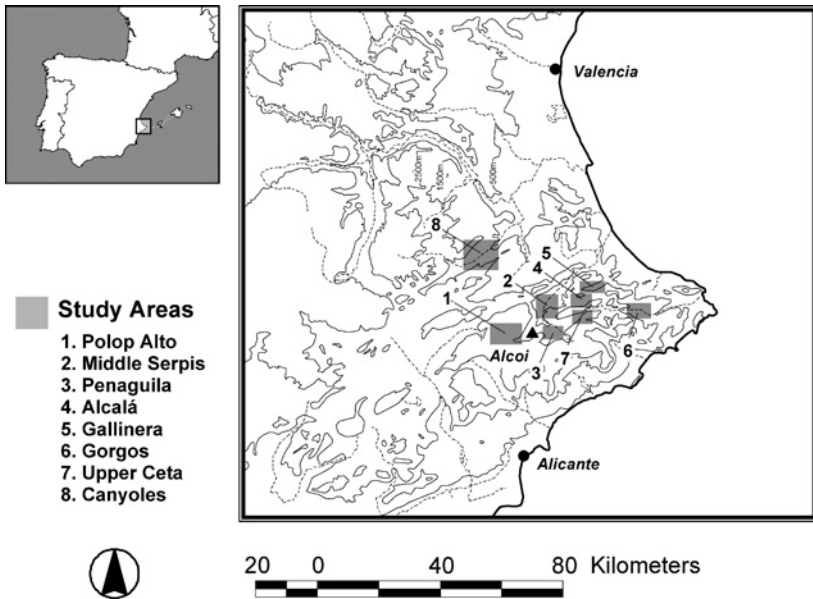 Valencia
2500m
1500m
500m
8
5
4
2
1
Alcoi
3
7
6
Alicante
Study Areas
1. Polop Alto
2. Middle Serpis
3. Penaguila
4. Alcalá
5. Gallinera
6. Gorgos
7. Upper Ceta
8. Canyoles
20 0 40 80 Kilometers